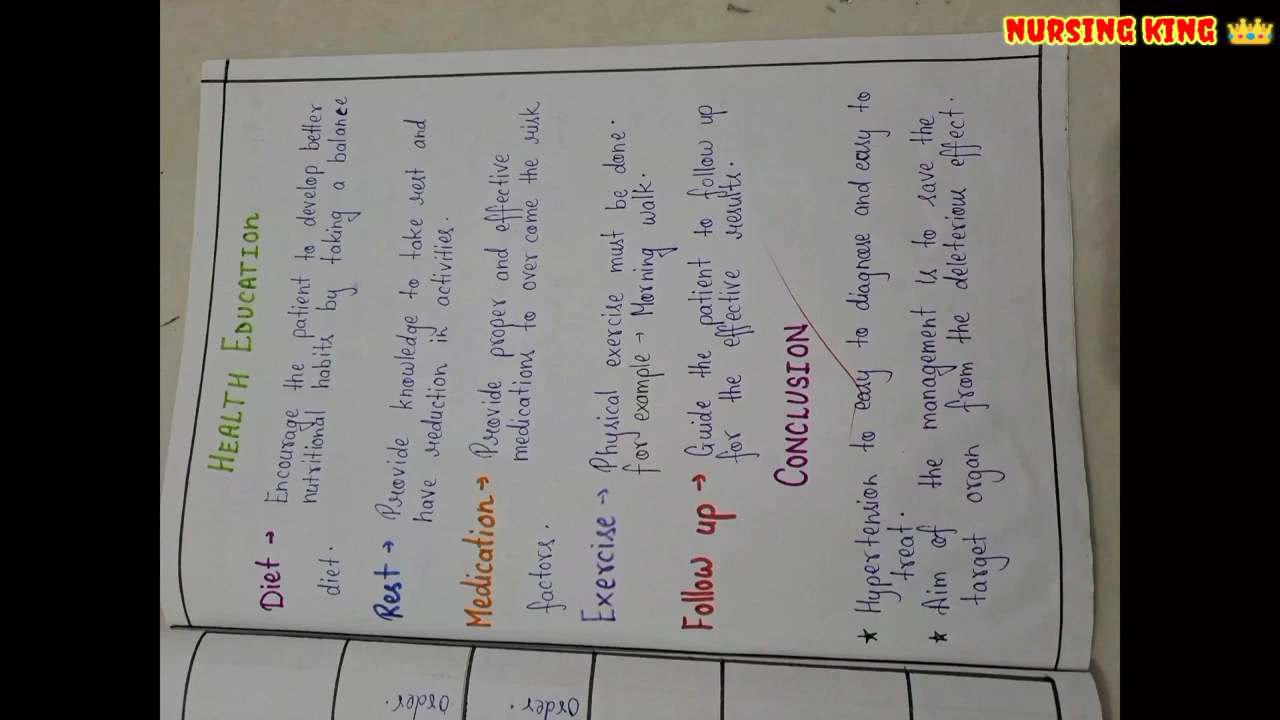 NURSING KING 👑
HEALTH EDUCATION
Diet → Encourage the patient to develop better
nutritional habits by taking a balance
diet.
Rest → Provide knowledge to take rest and
have reduction in activities.
Medication → Provide proper and effective
medications to over come the risk
factors.
Exercise → Physical exercise must be done.
for example → Morning walk.
Follow up → Guide the patient to follow up
for the effective results.
CONCLUSION
★ Hypertension to easy to diagnose and easy to
treat.
★ Aim of the management is to save the
target organ from the deleterious effect.
order.
order.